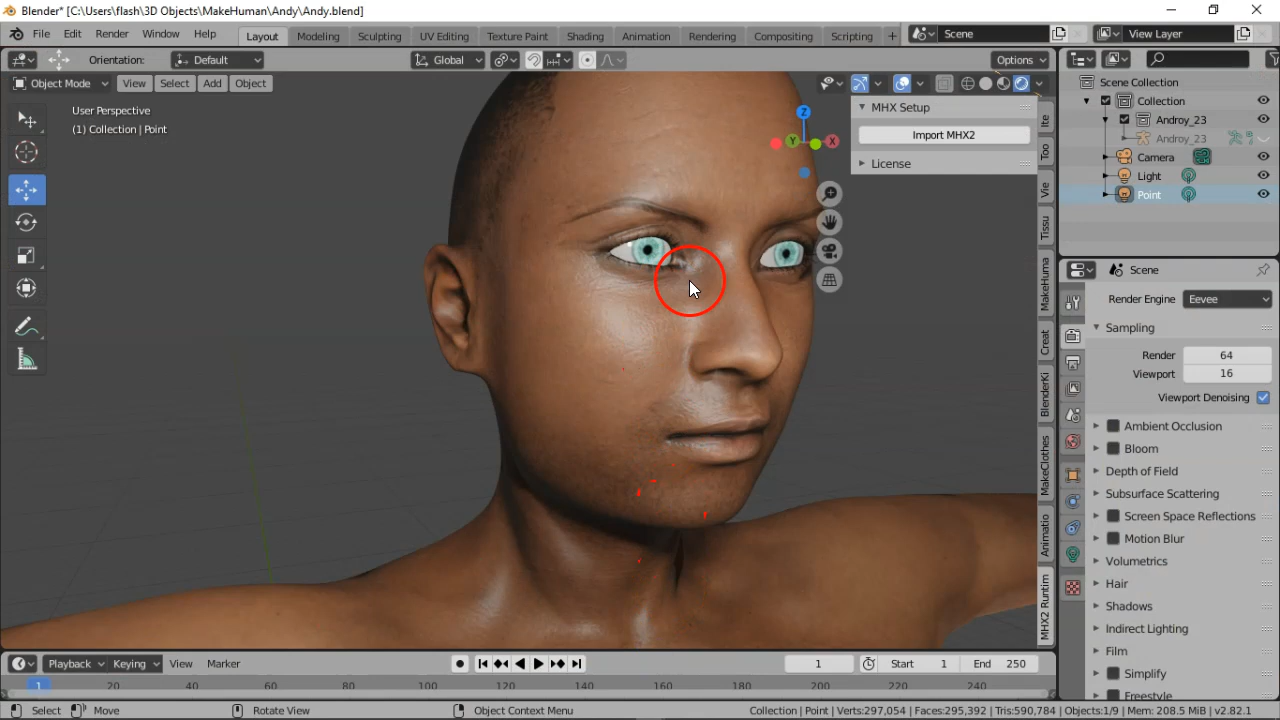 Blender* [C:\Users\flash\3D Objects\MakeHuman\Andy\Andy.blend]
File Edit Render Window Help Layout Modeling Sculpting UV Editing Texture Paint Shading Animation Rendering Compositing Scripting + Scene View Layer
Orientation: Default Global Options
Object Mode View Select Add Object
User Perspective
(1) Collection | Point
MHX Setup
Import MHX2
License
Z
Y
X
Ite
Too
Vie
Tissu
MakeHuma
Creat
BlenderKi
MakeClothes
Animatio
MHX2 Runtim
Scene Collection
Collection
Androy_23
Androy_23
Camera
Light
Point
Scene
Render Engine Eevee
Sampling
Render 64
Viewport 16
Viewport Denoising
Ambient Occlusion
Bloom
Depth of Field
Subsurface Scattering
Screen Space Reflections
Motion Blur
Volumetrics
Hair
Shadows
Indirect Lighting
Film
Simplify
Freestyle
Playback Keying View Marker 1 Start 1 End 250
1 20 40 60 80 100 120 140 160 180 200 220 240
Select Move Rotate View Object Context Menu Collection | Point | Verts:297,054 | Faces:295,392 | Tris:590,784 | Objects:1/9 | Mem: 208.5 MiB | v2.82.1